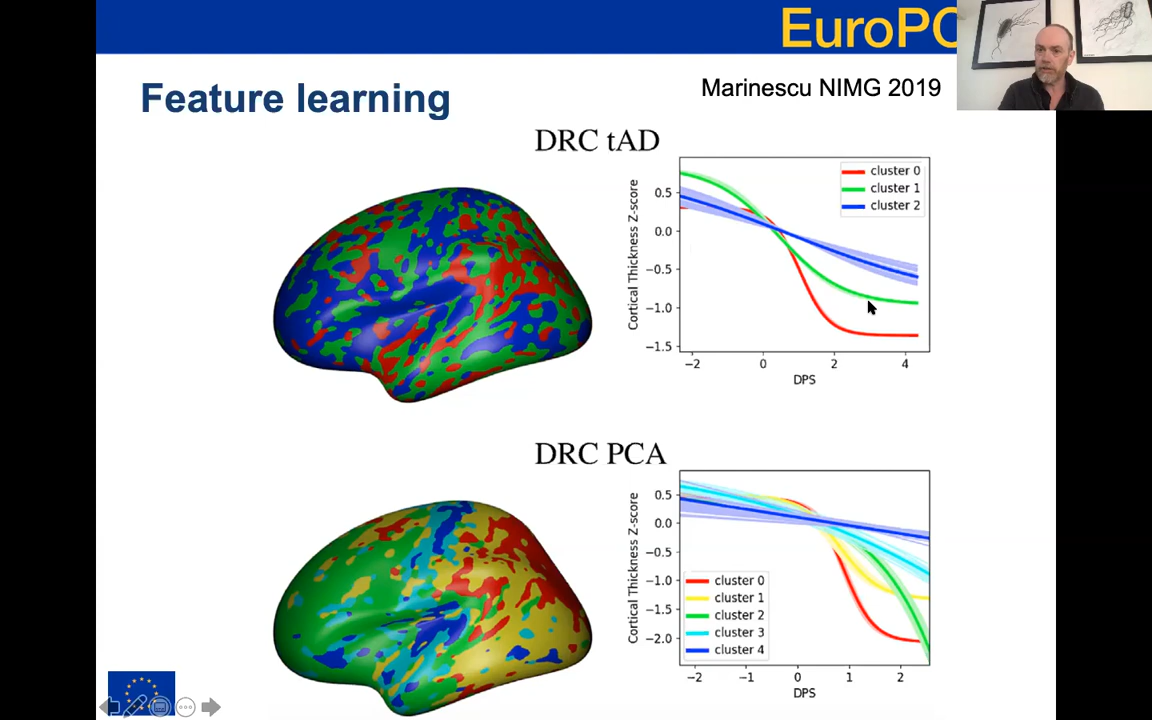 EuroPO
Feature learning
Marinescu NIMG 2019
DRC tAD
Cortical Thickness Z-score
0.5
0.0
−0.5
−1.0
−1.5
−2
0
2
4
DPS
cluster 0
cluster 1
cluster 2
DRC PCA
Cortical Thickness Z-score
0.5
0.0
−0.5
−1.0
−1.5
−2.0
−2
−1
0
1
2
DPS
cluster 0
cluster 1
cluster 2
cluster 3
cluster 4